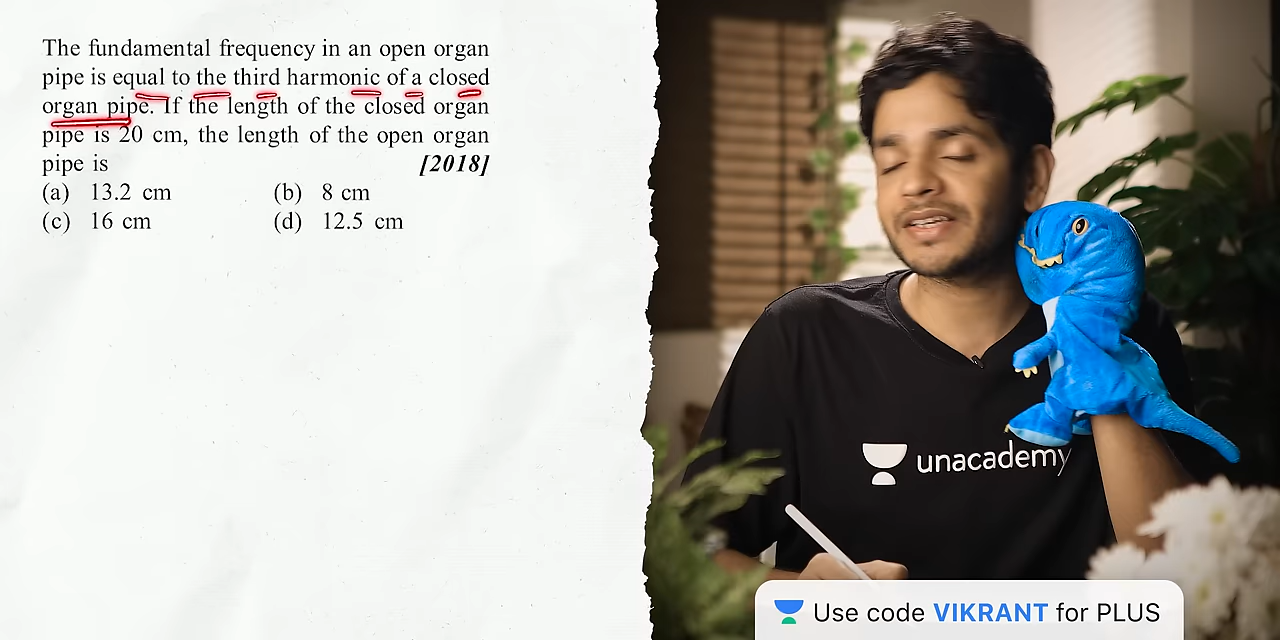 The fundamental frequency in an open organ
pipe is equal to the third harmonic of a closed
organ pipe. If the length of the closed organ
pipe is 20 cm, the length of the open organ
pipe is [2018]
(a) 13.2 cm (b) 8 cm
(c) 16 cm (d) 12.5 cm
unacademy
Use code VIKRANT for PLUS